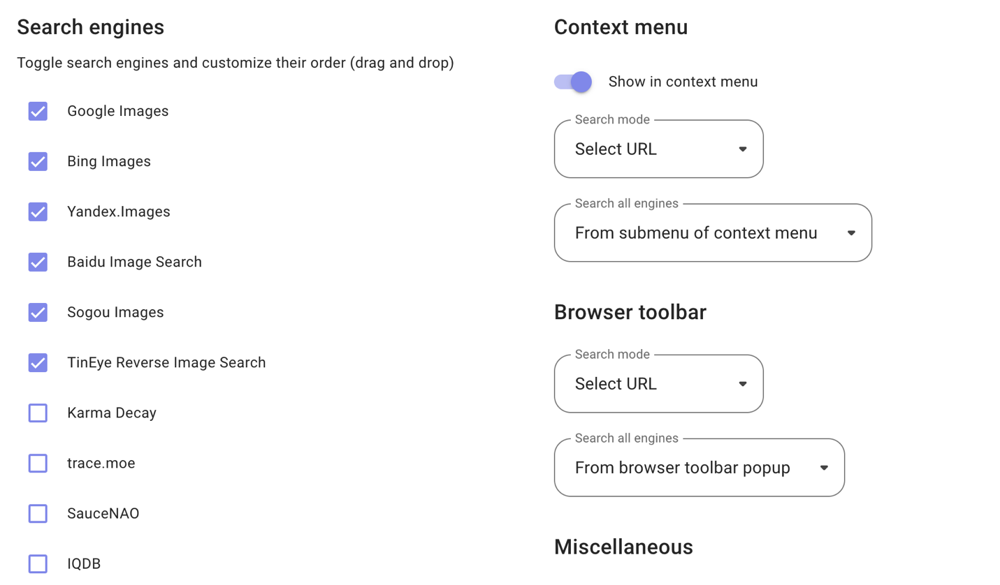 Search engines
Toggle search engines and customize their order (drag and drop)
Google Images
Bing Images
Yandex.Images
Baidu Image Search
Sogou Images
TinEye Reverse Image Search
Karma Decay
trace.moe
SauceNAO
IQDB
Context menu
Show in context menu
Search mode
Select URL
Search all engines
From submenu of context menu
Browser toolbar
Search mode
Select URL
Search all engines
From browser toolbar popup
Miscellaneous